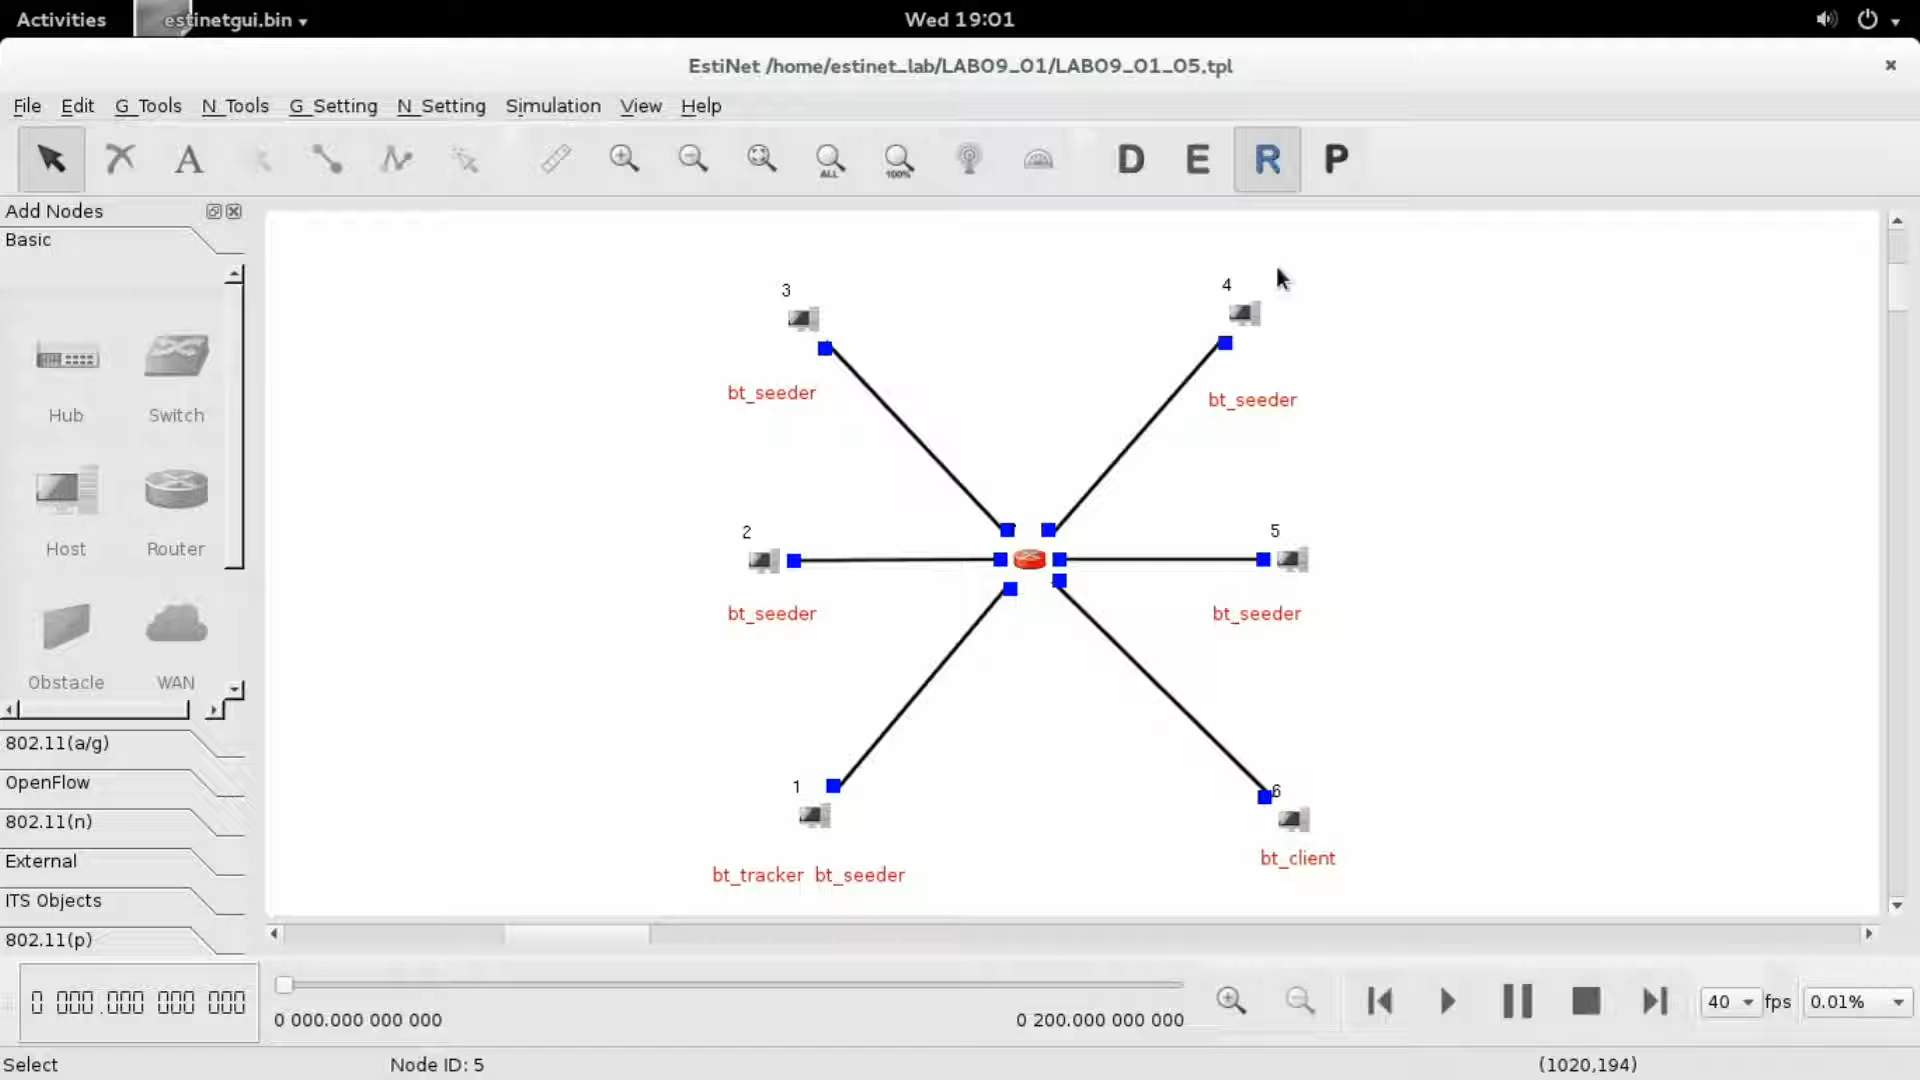 Activities estinetgui.bin Wed 19:01
EstiNet /home/estinet_lab/LAB09_01/LAB09_01_05.tpl
File Edit G_Tools N_Tools G_Setting N_Setting Simulation View Help
A ALL 100% D E R P
Add Nodes
Basic
Hub Switch
Host Router
Obstacle WAN
802.11(a/g)
OpenFlow
802.11(n)
External
ITS Objects
802.11(p)
3
bt_seeder
4
bt_seeder
2
bt_seeder
5
bt_seeder
1
bt_tracker bt_seeder
6
bt_client
0 000.000 000 000
0 000.000 000 000
0 200.000 000 000
40 fps 0.01%
Select Node ID: 5 (1020,194)